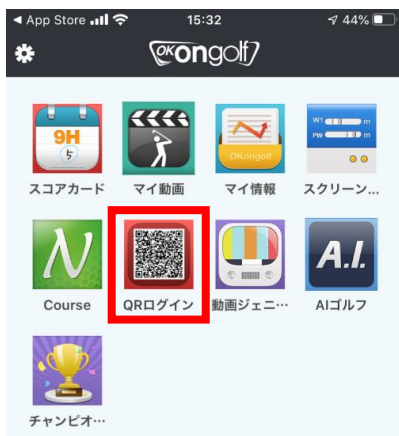 App Store 15:32 44%
OKongolf
9H
5
OKongolf
W1 m
PW m
スコアカード マイ動画 マイ情報 スクリーン...
N A.I.
Course QRログイン 動画ジェニ… AIゴルフ
チャンピオ…